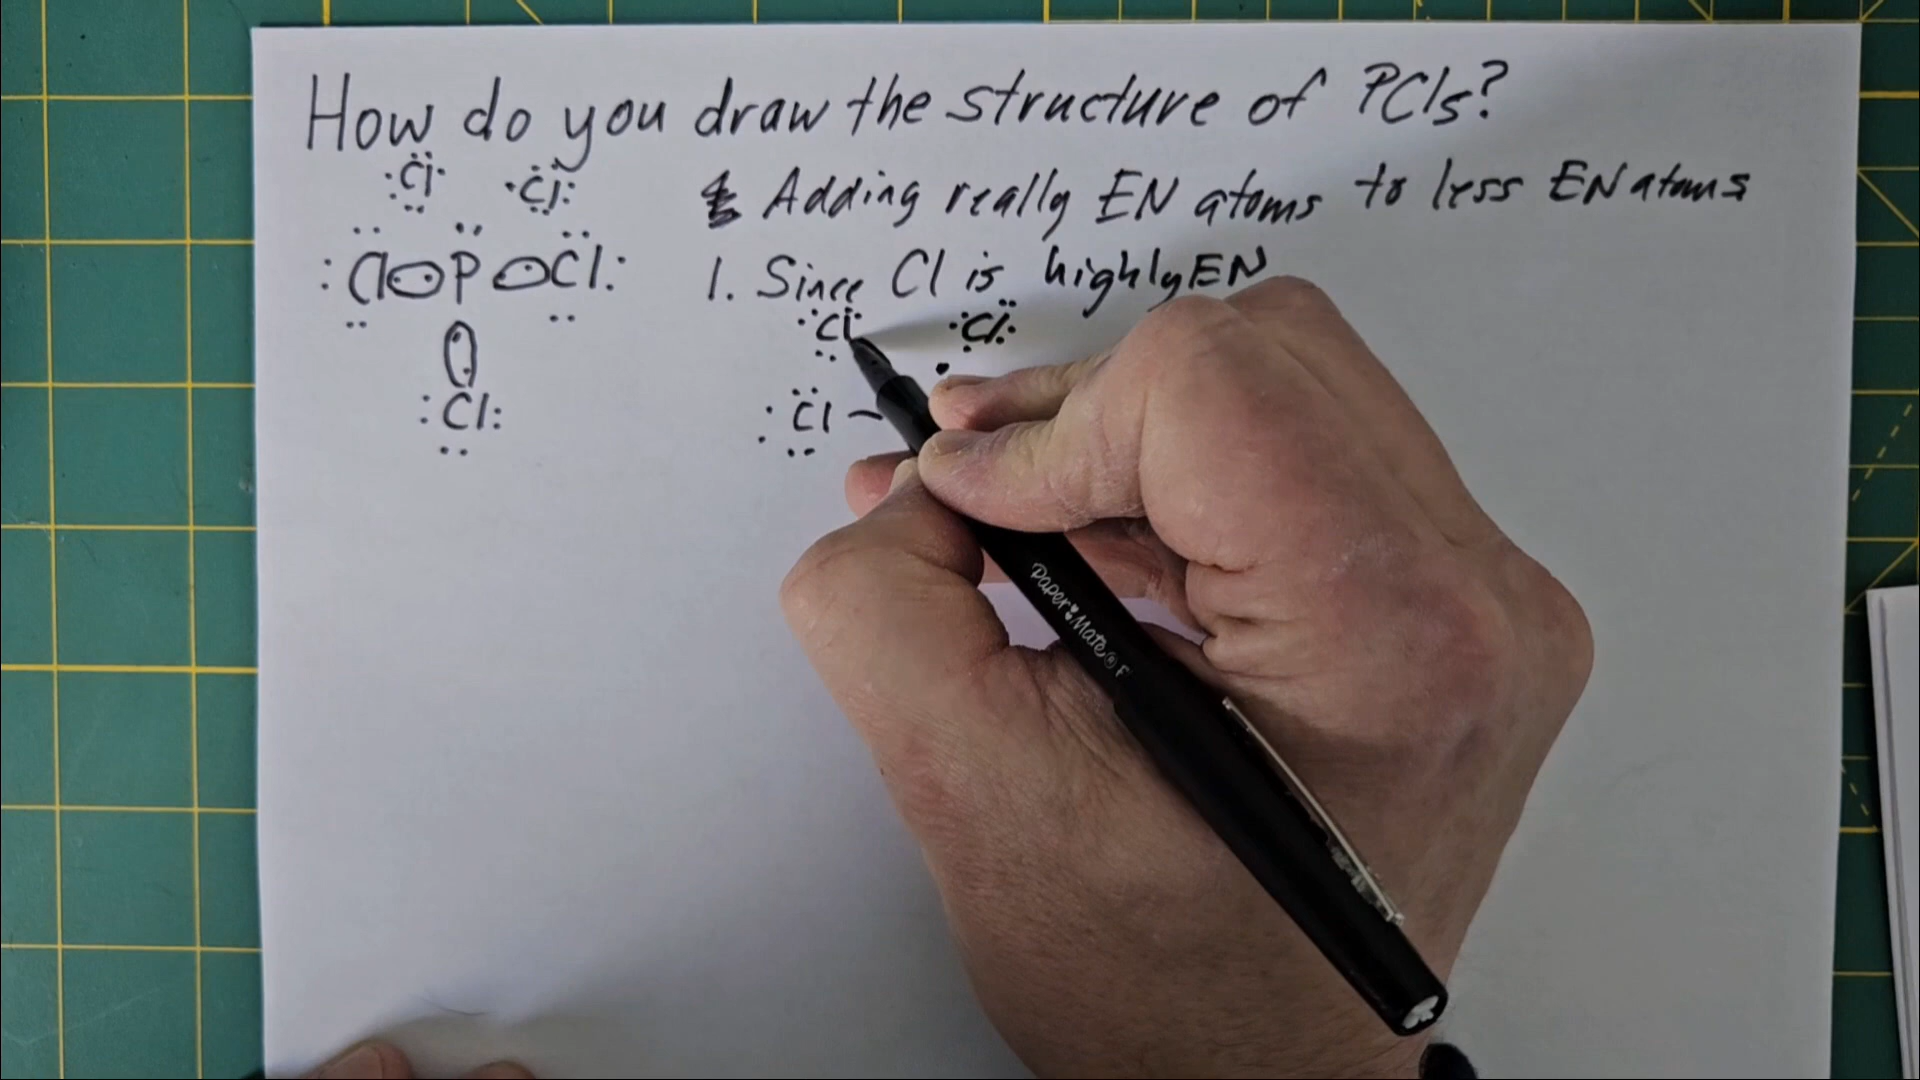 How do you draw the structure of PCl5?
Cl Cl
Adding really EN atoms to less EN atoms
Cl P Cl
1. Since Cl is highly EN
Cl Cl
Cl
Cl –
Paper Mate® F